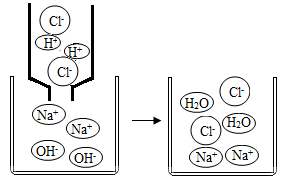 Cl⁻
H⁺
H⁺
Cl⁻
Na⁺
Na⁺
OH⁻
OH⁻
Cl⁻
H₂O
H₂O
Cl⁻
Na⁺ Na⁺